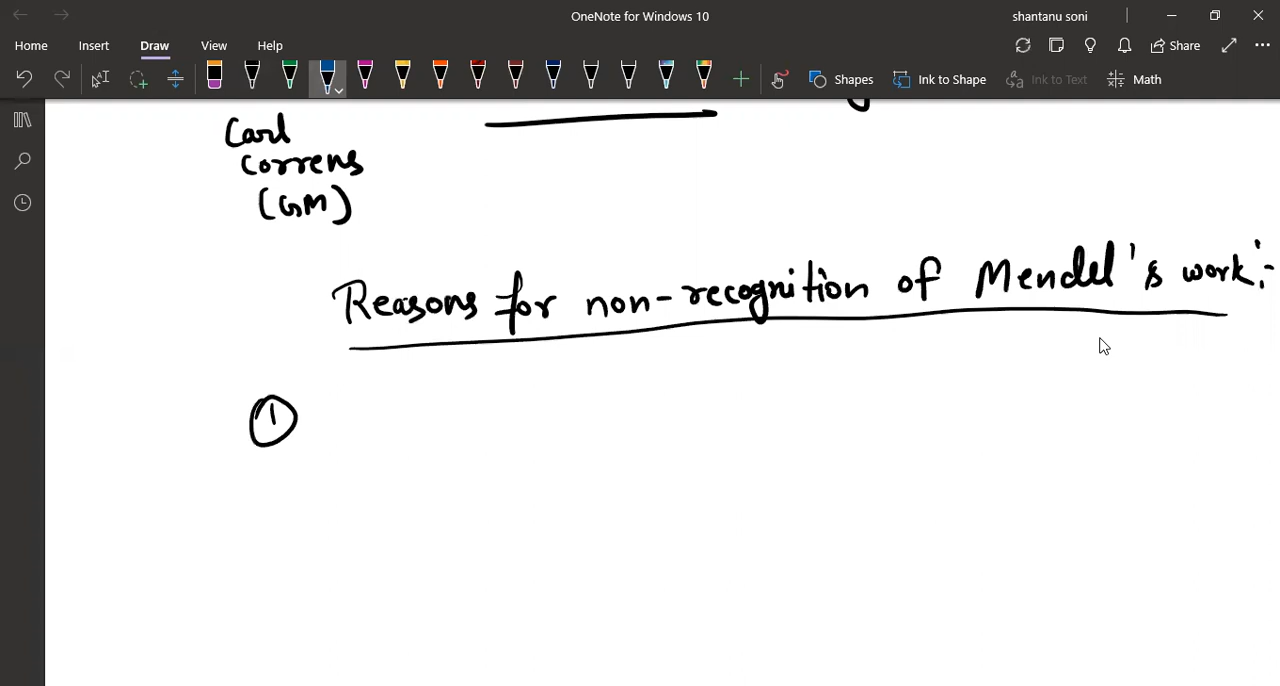 OneNote for Windows 10
shantanu soni
Home Insert Draw View Help
Share
Shapes Ink to Shape Ink to Text Math
Carl
Correns
(GM)
Reasons for non-recognition of Mendel's work:-
1